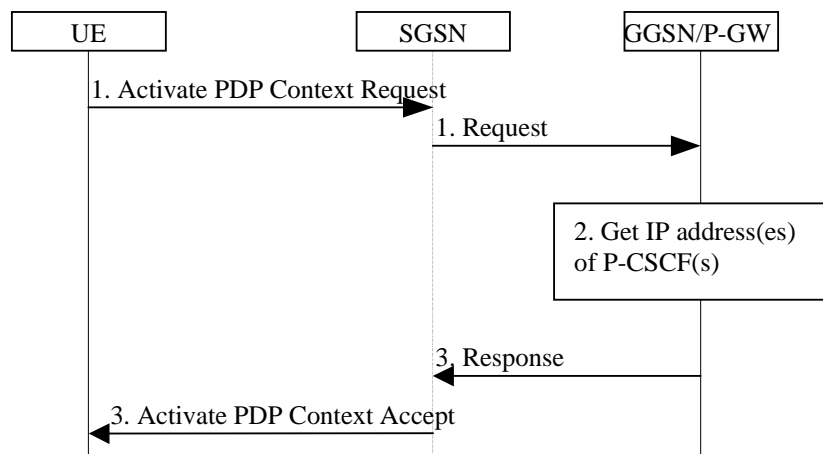 UE
SGSN
GGSN/P-GW
1. Activate PDP Context Request
1. Request
2. Get IP address(es)
of P-CSCF(s)
3. Response
3. Activate PDP Context Accept